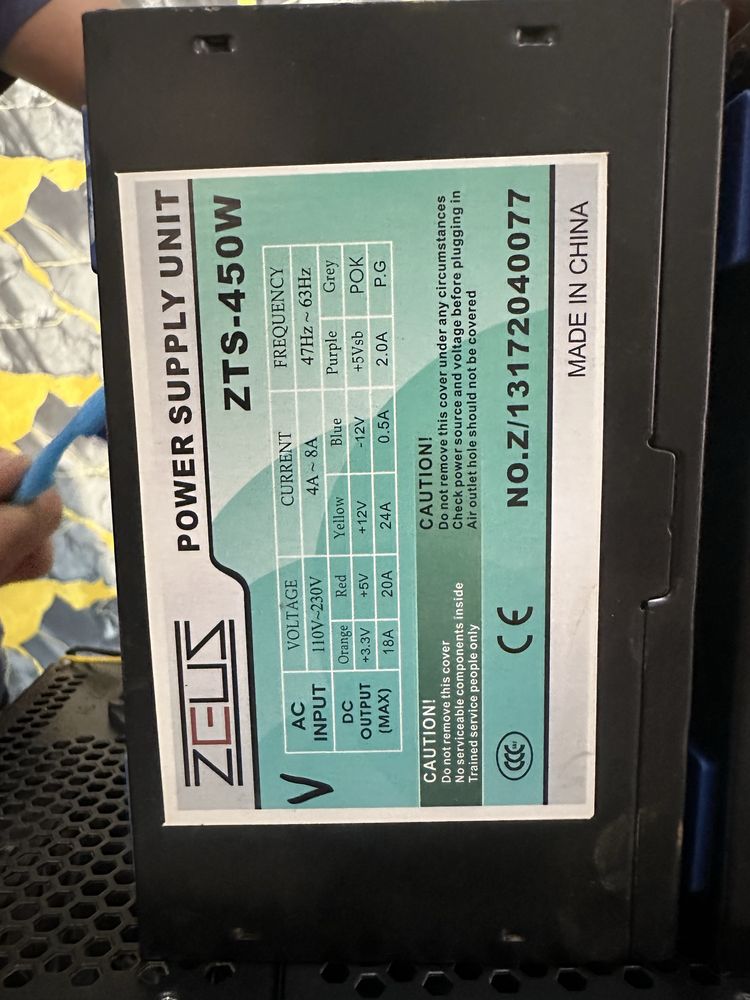 ZEUS
POWER SUPPLY UNIT
ZTS-450W
AC INPUT VOLTAGE CURRENT FREQUENCY
110V~230V 4A ~ 8A 47Hz ~ 63Hz
DC OUTPUT (MAX) Orange Red Yellow Blue Purple Grey
+3.3V +5V +12V -12V +5Vsb POK
18A 20A 24A 0.5A 2.0A P.G
V
CAUTION!
Do not remove this cover
No serviceable components inside
Trained service people only
CAUTION!
Do not remove this cover under any circumstances
Check power source and voltage before plugging in
Air outlet hole should not be covered
CCC
CE
NO.Z/13172040077
MADE IN CHINA